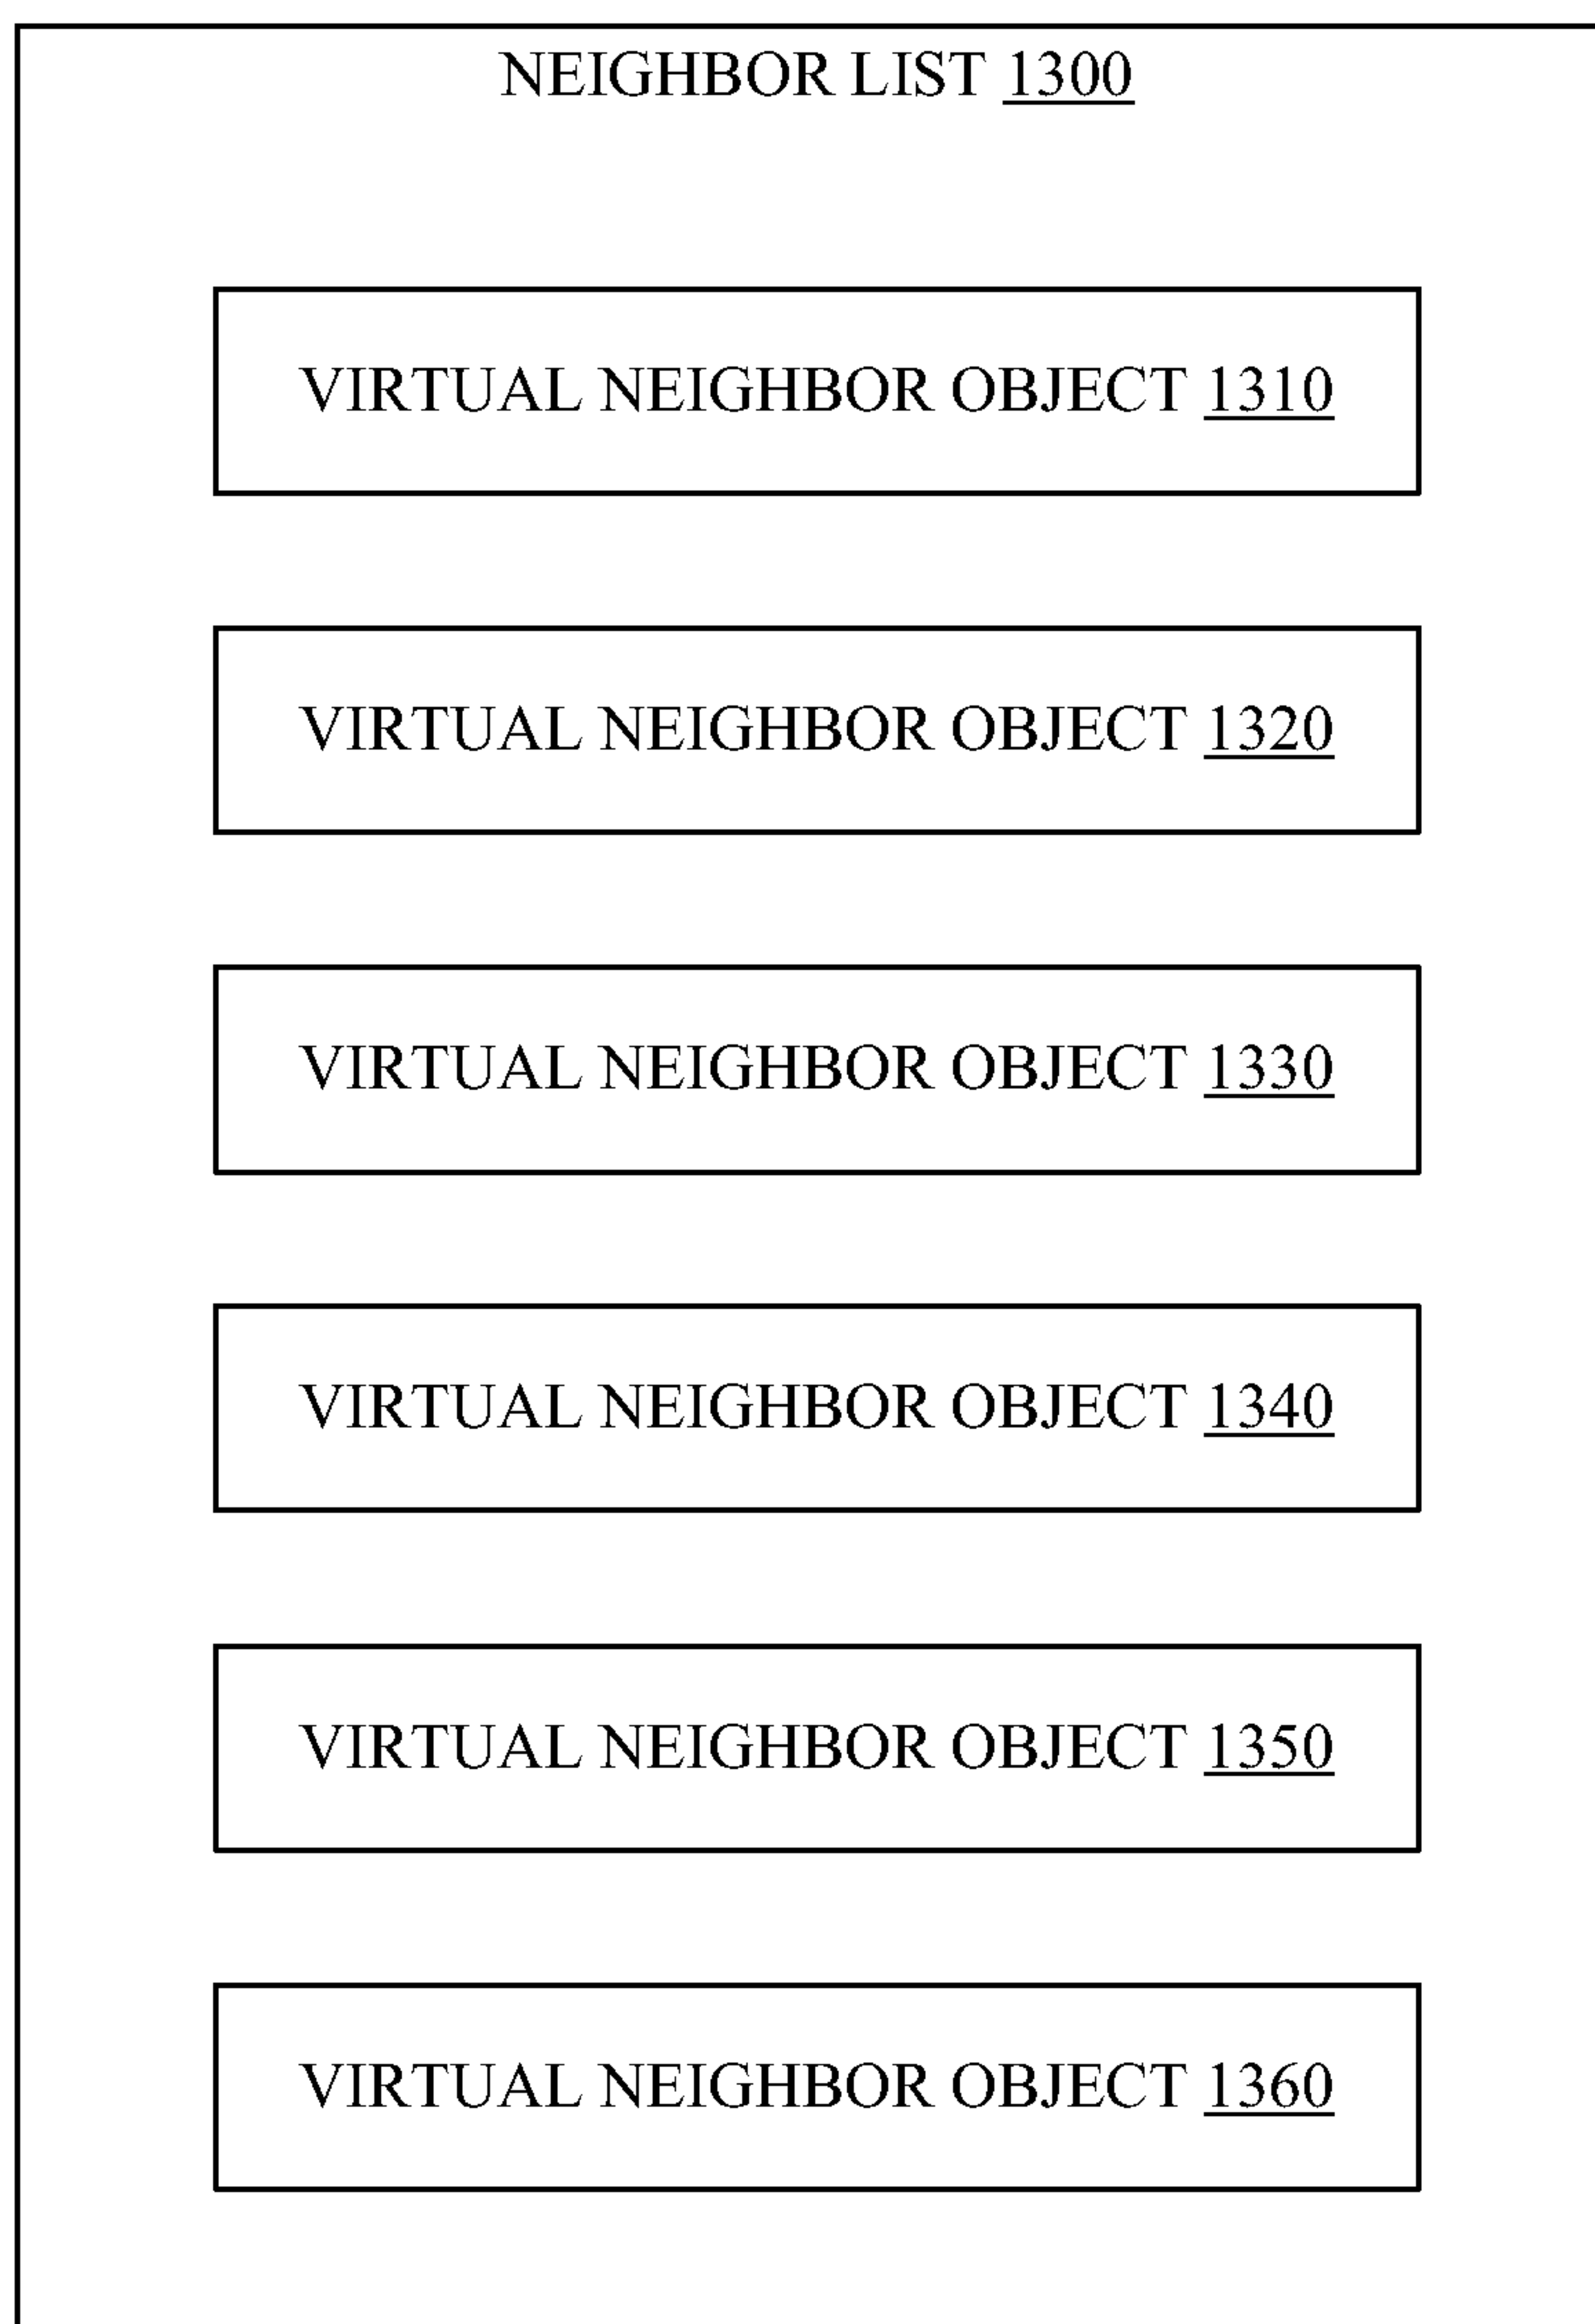 NEIGHBOR LIST 1300
VIRTUAL NEIGHBOR OBJECT 1310
VIRTUAL NEIGHBOR OBJECT 1320
VIRTUAL NEIGHBOR OBJECT 1330
VIRTUAL NEIGHBOR OBJECT 1340
VIRTUAL NEIGHBOR OBJECT 1350
VIRTUAL NEIGHBOR OBJECT 1360